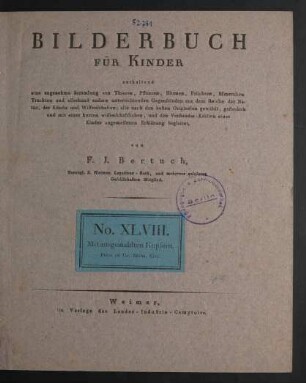 BILDERBUCH
FÜR KINDER
enthaltend
eine angenehme Sammlung von Thieren, Pflanzen, Blumen, Früchten, Mineralien
Trachten und allerhand andern unterrichtenden Gegenständen aus dem Reiche der Na-
tur, der Künste und Wissenschaften; alle nach den besten Originalen gewählt, gestochen
und mit einer kurzen wissenschaftlichen, und den Verstandes-Kräften eines
Kindes angemessenen Erklärung begleitet,
von
F. J. Bertuch,
No. XLVIII.
Weimar,
Im Verlage des Landes-Industrie-Comptoirs.